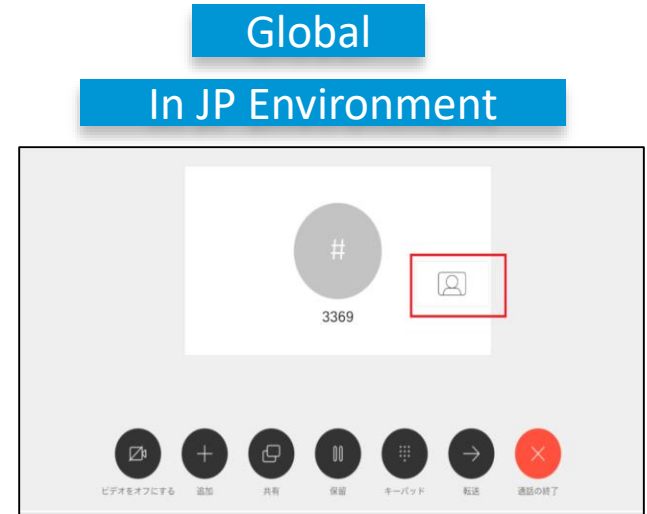 Global
In JP Environment
#
3369
ビデオをオフにする 追加 共有 保留 キーパッド 転送 通話の終了